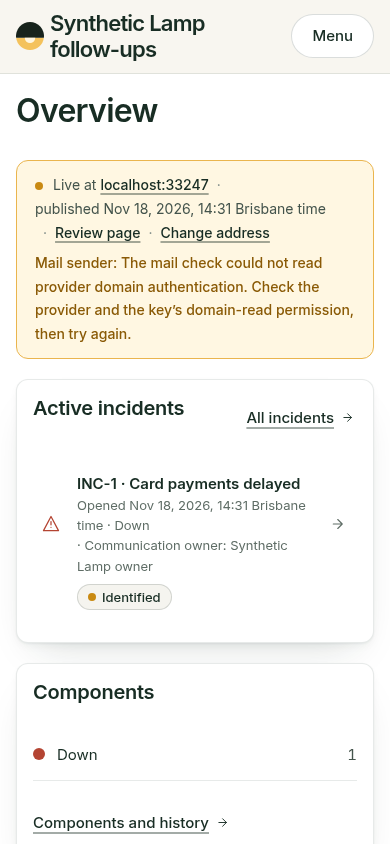 Synthetic Lamp
follow-ups
Menu
Overview
Live at localhost:33247 ·
published Nov 18, 2026, 14:31 Brisbane time
· Review page · Change address
Mail sender: The mail check could not read
provider domain authentication. Check the
provider and the key’s domain-read permission,
then try again.
Active incidents
All incidents →
INC-1 · Card payments delayed
Opened Nov 18, 2026, 14:31 Brisbane
time · Down
· Communication owner: Synthetic
Lamp owner
Identified
Components
Down 1
Components and history →